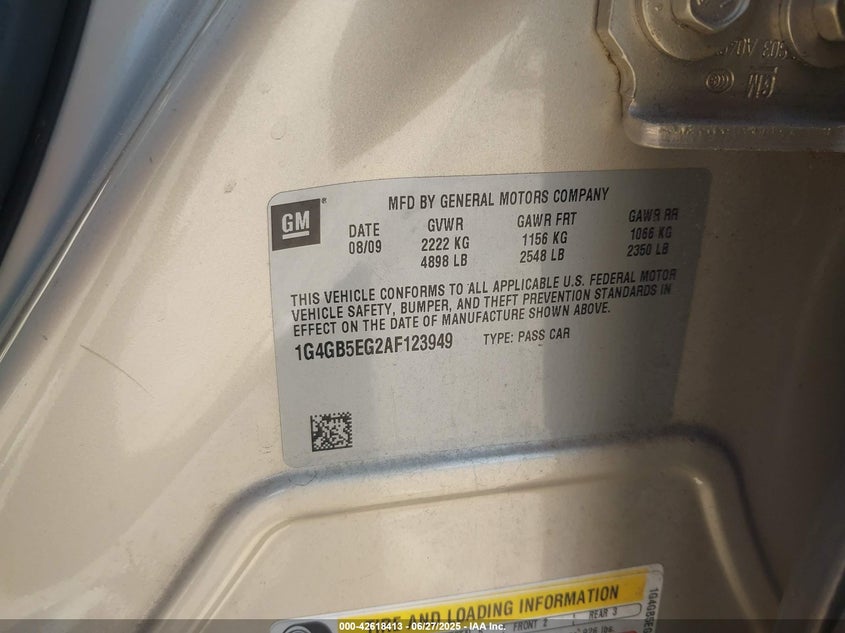 GM
MFD BY GENERAL MOTORS COMPANY
DATE GVWR GAWR FRT GAWR RR
08/09 2222 KG 1156 KG 1066 KG
4898 LB 2548 LB 2350 LB
THIS VEHICLE CONFORMS TO ALL APPLICABLE U.S. FEDERAL MOTOR
VEHICLE SAFETY, BUMPER, AND THEFT PREVENTION STANDARDS IN
EFFECT ON THE DATE OF MANUFACTURE SHOWN ABOVE.
1G4GB5EG2AF123949 TYPE: PASS CAR
AND LOADING INFORMATION
FRONT 2 REAR 3
000-42618413 - 06/27/2025 - IAA Inc.